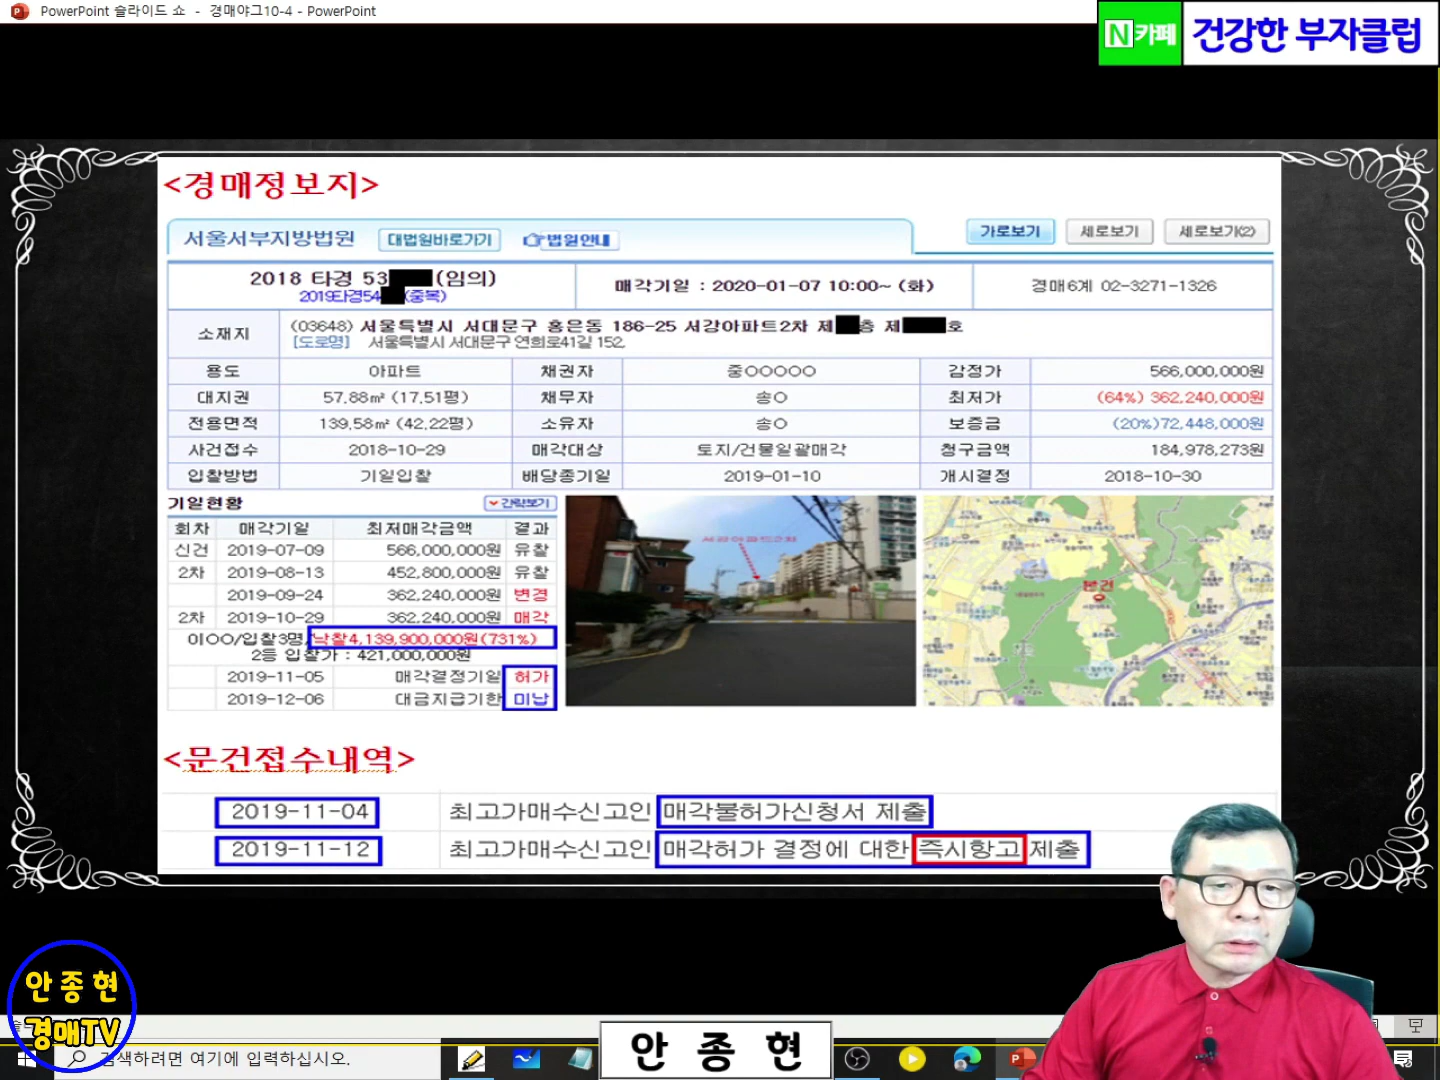 PowerPoint 슬라이드 쇼 - 경매야그10-4 - PowerPoint
N카페 건강한 부자클럽
<경매정보지>
서울서부지방법원 대법원바로가기 법원안내 가로보기 세로보기 세로보기(2)
2018 타경 53 (임의) 매각기일 : 2020-01-07 10:00~ (화) 경매6계 02-3271-1326
2019타경54 (중복)
소재지 (03648) 서울특별시 서대문구 홍은동 186-25 서강아파트2차 제 층 제 호
[도로명] 서울특별시 서대문구 연희로41길 152,
용도 아파트 채권자 중○○○○○ 감정가 566,000,000원
대지권 57.88㎡ (17.51평) 채무자 송○ 최저가 (64%) 362,240,000원
전용면적 139.58㎡ (42.22평) 소유자 송○ 보증금 (20%)72,448,000원
사건접수 2018-10-29 매각대상 토지/건물일괄매각 청구금액 184,978,273원
입찰방법 기일입찰 배당종기일 2019-01-10 개시결정 2018-10-30
기일현황 간략보기
회차 매각기일 최저매각금액 결과
신건 2019-07-09 566,000,000원 유찰
2차 2019-08-13 452,800,000원 유찰
2019-09-24 362,240,000원 변경
2차 2019-10-29 362,240,000원 매각
이○○/입찰3명/낙찰4,139,900,000원(731%)
2등 입찰가 : 421,000,000원
2019-11-05 매각결정기일 허가
2019-12-06 대금지급기한 미납
서강아파트2차
본건
<문건접수내역>
2019-11-04 최고가매수신고인 매각불허가신청서 제출
2019-11-12 최고가매수신고인 매각허가 결정에 대한 즉시항고 제출
안종현
경매TV
검색하려면 여기에 입력하십시오.
안 종 현